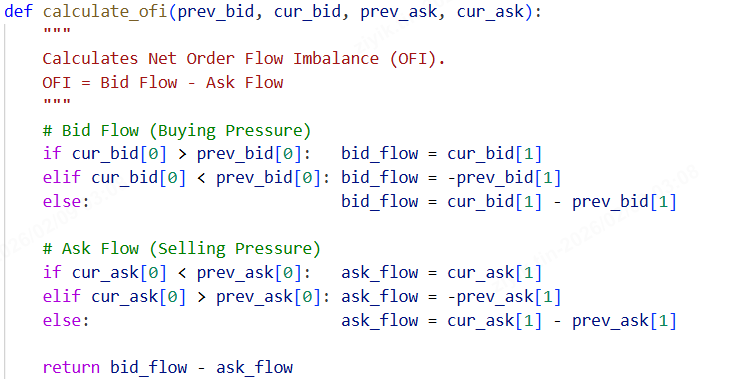 def calculate_ofi(prev_bid, cur_bid, prev_ask, cur_ask):
    """
    Calculates Net Order Flow Imbalance (OFI).
    OFI = Bid Flow - Ask Flow
    """
    # Bid Flow (Buying Pressure)
    if cur_bid[0] > prev_bid[0]:   bid_flow = cur_bid[1]
    elif cur_bid[0] < prev_bid[0]: bid_flow = -prev_bid[1]
    else:                          bid_flow = cur_bid[1] - prev_bid[1]

    # Ask Flow (Selling Pressure)
    if cur_ask[0] < prev_ask[0]:   ask_flow = cur_ask[1]
    elif cur_ask[0] > prev_ask[0]: ask_flow = -prev_ask[1]
    else:                          ask_flow = cur_ask[1] - prev_ask[1]

    return bid_flow - ask_flow